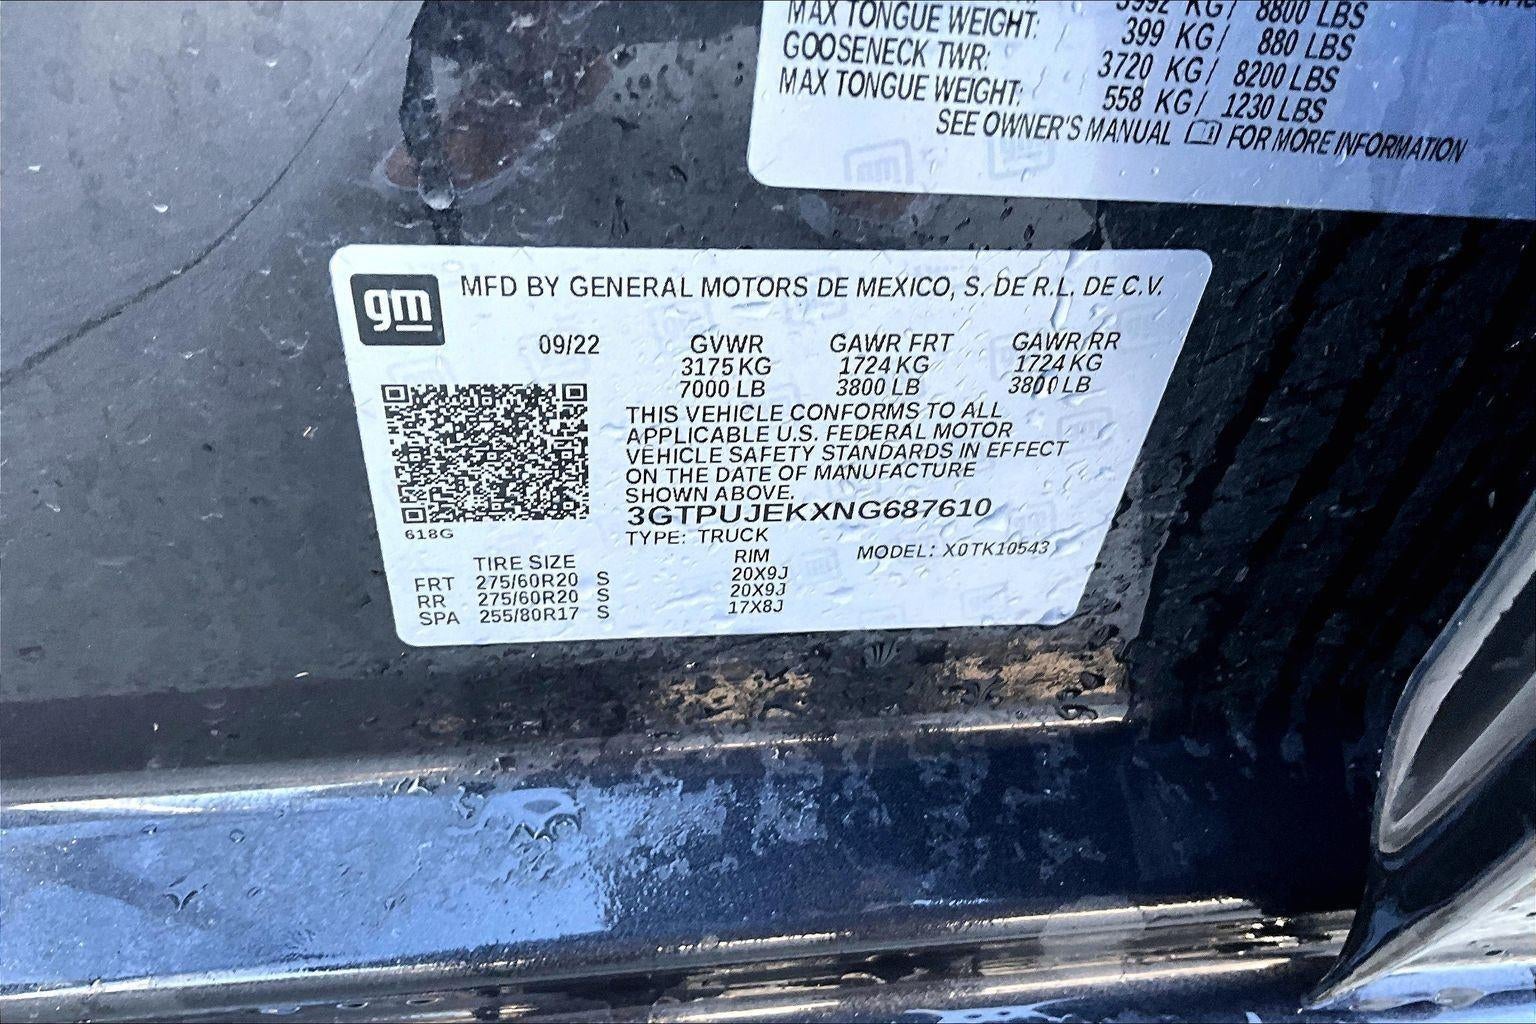 3992 KG/ 8800 LBS
MAX TONGUE WEIGHT: 399 KG/ 880 LBS
GOOSENECK TWR: 3720 KG/ 8200 LBS
MAX TONGUE WEIGHT: 558 KG/ 1230 LBS
SEE OWNER'S MANUAL FOR MORE INFORMATION
gm
MFD BY GENERAL MOTORS DE MEXICO, S. DE R.L. DE C.V.
09/22 GVWR GAWR FRT GAWR RR
3175 KG 1724 KG 1724 KG
7000 LB 3800 LB 3800 LB
THIS VEHICLE CONFORMS TO ALL
APPLICABLE U.S. FEDERAL MOTOR
VEHICLE SAFETY STANDARDS IN EFFECT
ON THE DATE OF MANUFACTURE
SHOWN ABOVE.
3GTPUJEKXNG687610
618G
TYPE: TRUCK
TIRE SIZE RIM MODEL: X0TK10543
FRT 275/60R20 S 20X9J
RR 275/60R20 S 20X9J
SPA 255/80R17 S 17X8J